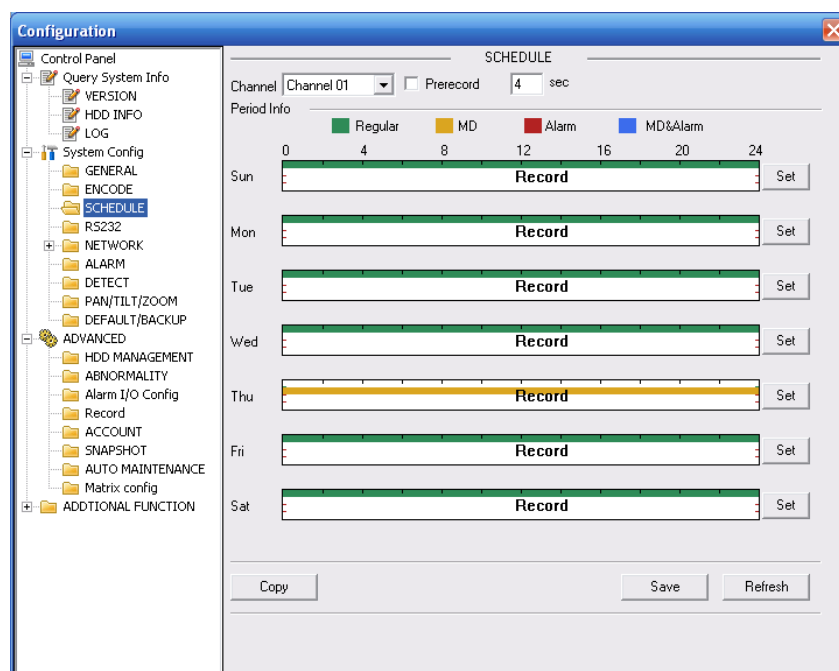 Configuration
Control Panel
Query System Info
VERSION
HDD INFO
LOG
System Config
GENERAL
ENCODE
SCHEDULE
RS232
NETWORK
ALARM
DETECT
PAN/TILT/ZOOM
DEFAULT/BACKUP
ADVANCED
HDD MANAGEMENT
ABNORMALITY
Alarm I/O Config
Record
ACCOUNT
SNAPSHOT
AUTO MAINTENANCE
Matrix config
ADDTIONAL FUNCTION
SCHEDULE
Channel Channel 01 Prerecord 4 sec
Period Info
Regular MD Alarm MD&Alarm
0 4 8 12 16 20 24
Sun Record Set
Mon Record Set
Tue Record Set
Wed Record Set
Thu Record Set
Fri Record Set
Sat Record Set
Copy Save Refresh